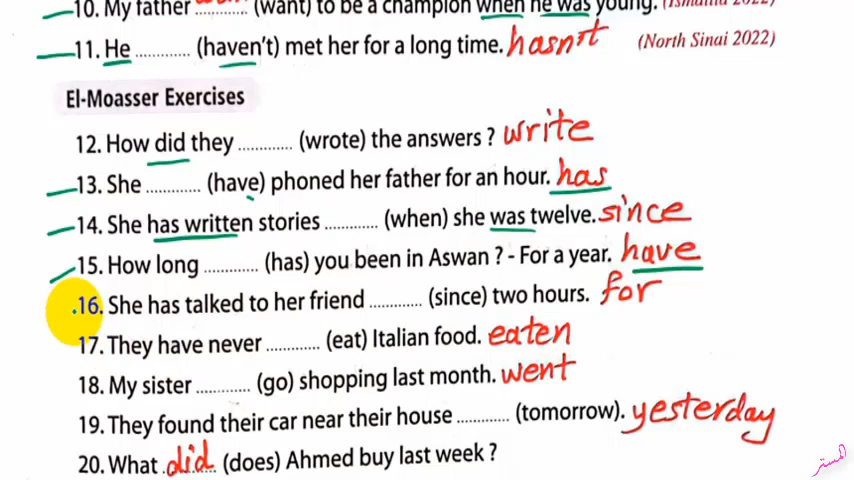 10. My father ............ (want) to be a champion when he was young.
11. He ............ (haven't) met her for a long time. hasn't (North Sinai 2022)
El-Moasser Exercises
12. How did they ............ (wrote) the answers ? write
13. She ............ (have) phoned her father for an hour. has
14. She has written stories ............ (when) she was twelve. since
15. How long ............ (has) you been in Aswan ? - For a year. have
.16. She has talked to her friend ............ (since) two hours. for
17. They have never ............ (eat) Italian food. eaten
18. My sister ............ (go) shopping last month. went
19. They found their car near their house ............ (tomorrow). yesterday
20. What did (does) Ahmed buy last week ?
المستر